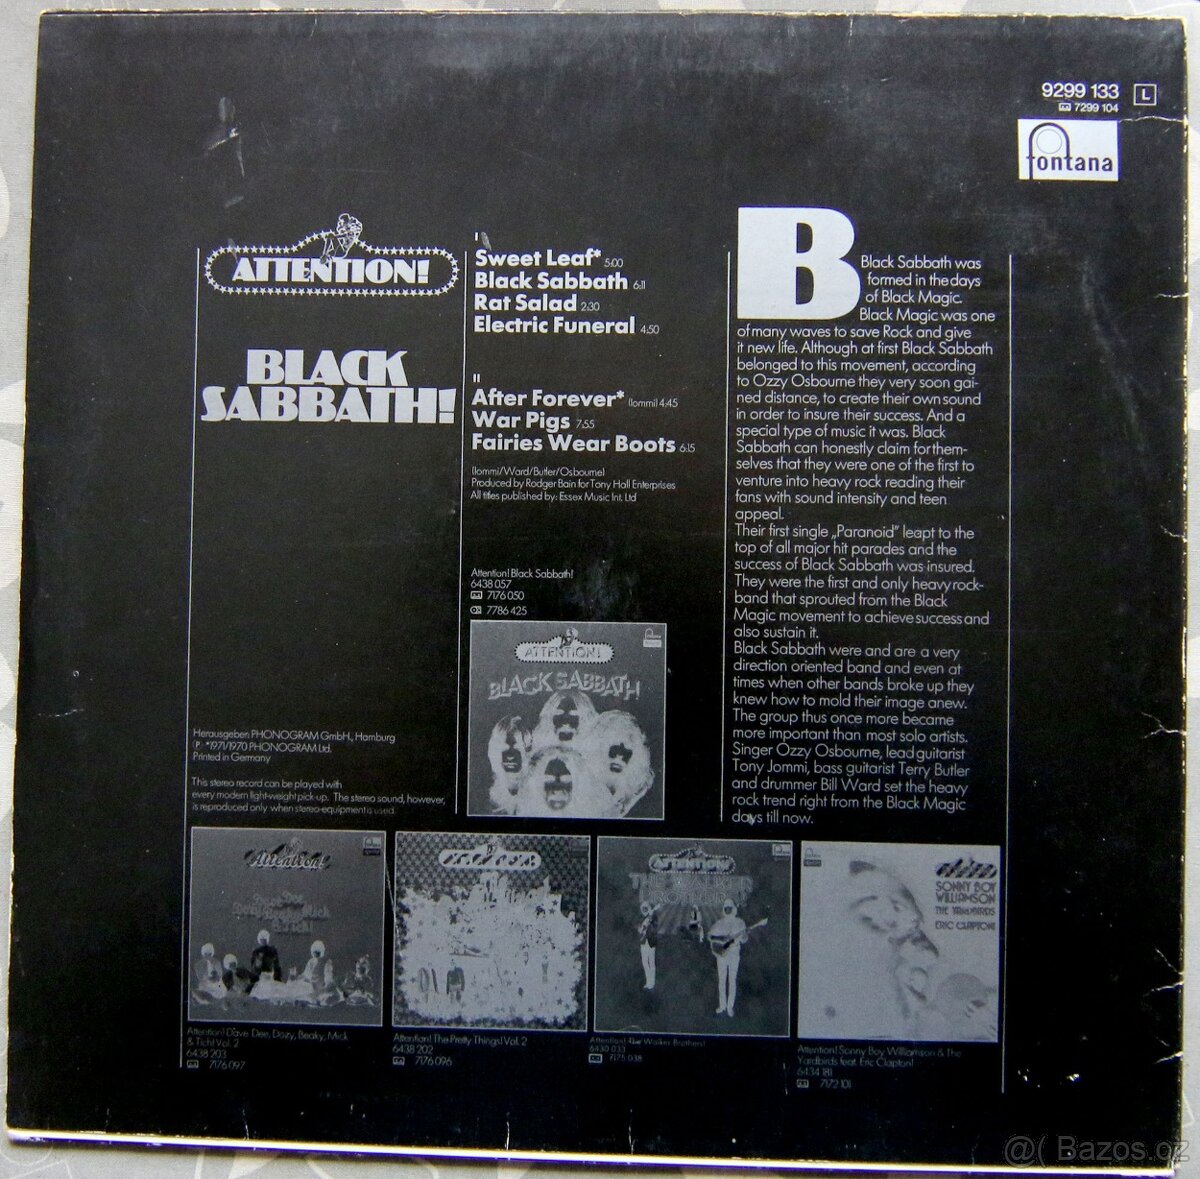 9299 133 L
7299 104
fontana
ATTENTION!
BLACK
SABBATH!
I
Sweet Leaf* 5:00
Black Sabbath 6:11
Rat Salad 2:30
Electric Funeral 4:50
II
After Forever* (Iommi) 4:45
War Pigs 7:55
Fairies Wear Boots 6:15
(Iommi/Ward/Butler/Osbourne)
Produced by Rodger Bain for Tony Hall Enterprises
All titles published by: Essex Music Int. Ltd
Attention! Black Sabbath!
6438 057
7176 050
7786 425
ATTENTION!
BLACK SABBATH
Black Sabbath was
formed in the days
of Black Magic.
Black Magic was one
of many waves to save Rock and give
it new life. Although at first Black Sabbath
belonged to this movement, according
to Ozzy Osbourne they very soon gai-
ned distance, to create their own sound
in order to insure their success. And a
special type of music it was. Black
Sabbath can honestly claim for them-
selves that they were one of the first to
venture into heavy rock reading their
fans with sound intensity and teen
appeal.
Their first single „Paranoid" leapt to the
top of all major hit parades and the
success of Black Sabbath was insured.
They were the first and only heavy rock-
band that sprouted from the Black
Magic movement to achieve success and
also sustain it.
Black Sabbath were and are a very
direction oriented band and even at
times when other bands broke up they
knew how to mold their image anew.
The group thus once more became
more important than most solo artists.
Singer Ozzy Osbourne, lead guitarist
Tony Jommi, bass guitarist Terry Butler
and drummer Bill Ward set the heavy
rock trend right from the Black Magic
days till now.
Herausgeber: PHONOGRAM GmbH., Hamburg
Ⓟ *1971/1970 PHONOGRAM Ltd.
Printed in Germany
This stereo record can be played with
every modern light-weight pick-up. The stereo sound, however,
is reproduced only when stereo-equipment is used.
Attention!
ATTENTION!
THE WALKER
BROTHERS!
SONNY BOY
WILLIAMSON
THE YARDBIRDS
ERIC CLAPTON!
Attention! Dave Dee, Dozy, Beaky, Mick
& Tich! Vol. 2
6438 203
7176 097
Attention! The Pretty Things! Vol. 2
6438 202
7176 096
Attention! The Walker Brothers!
6430 033
7175 038
Attention! Sonny Boy Williamson & The
Yardbirds feat. Eric Clapton!
6434 181
7172 101
@( Bazos.cz